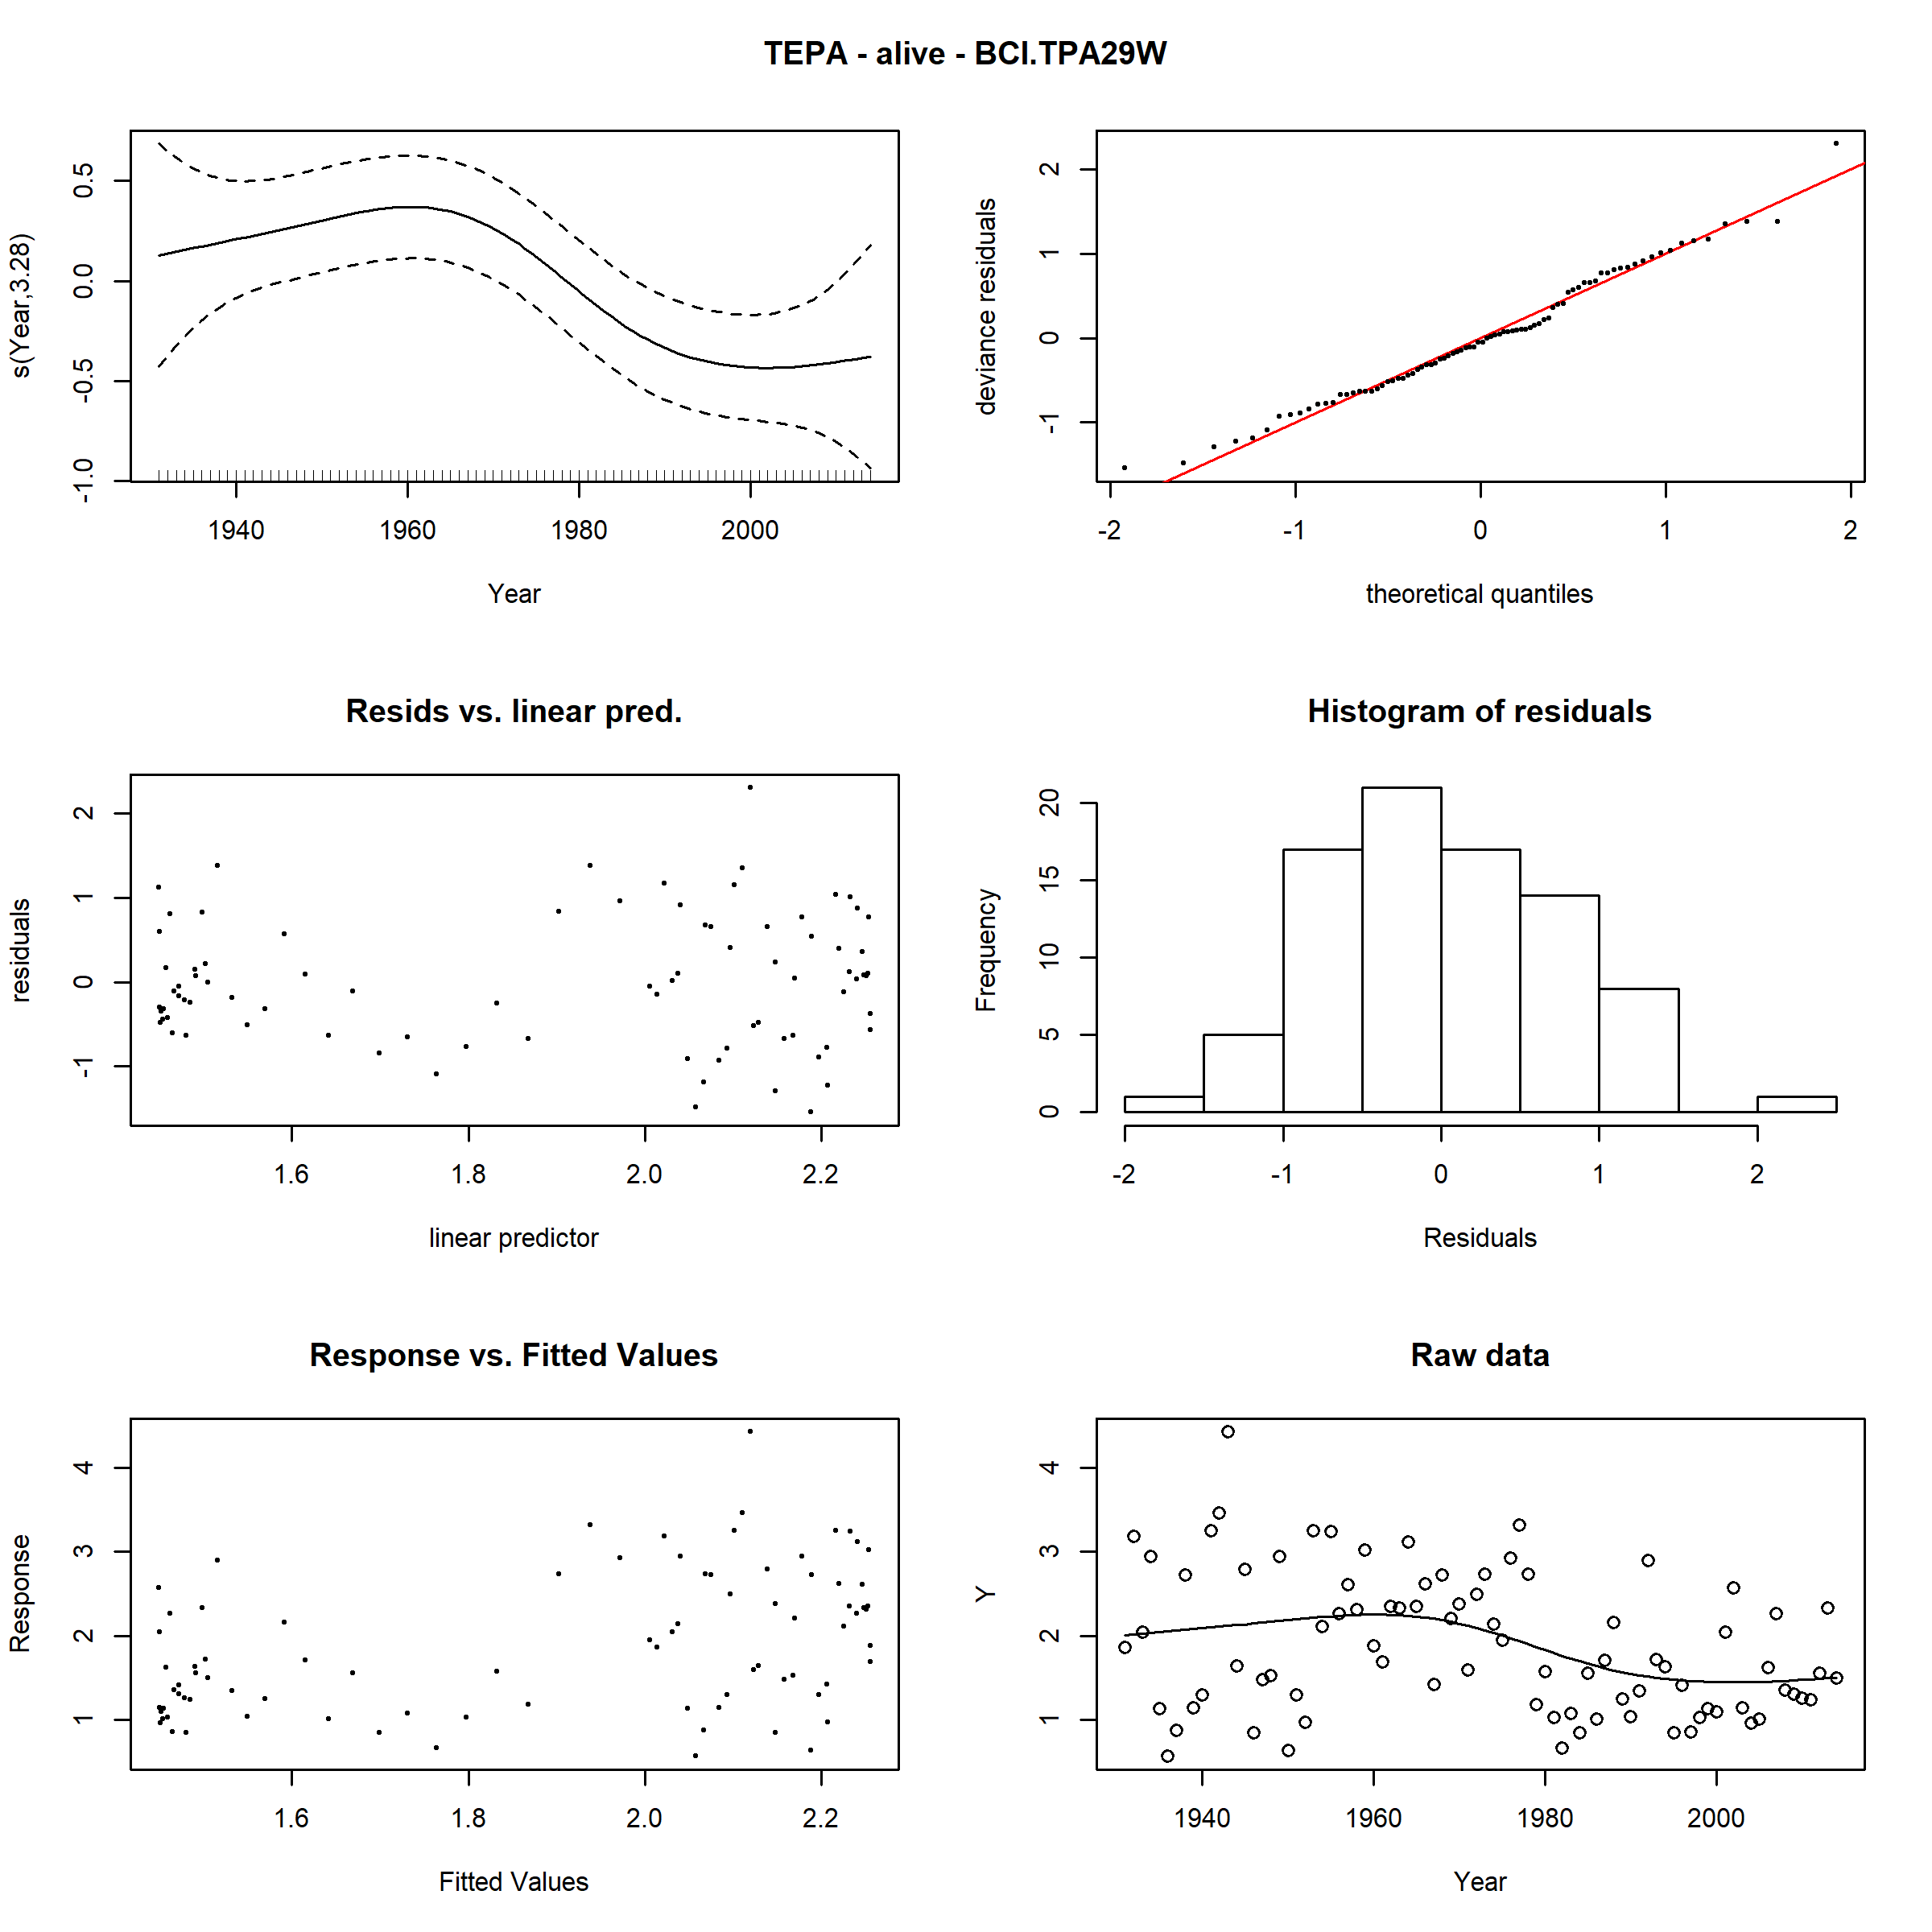 TEPA - alive - BCI.TPA29W
s(Year,3.28)
-1.0 -0.5 0.0 0.5
1940 1960 1980 2000
Year
deviance residuals
-1 0 1 2
-2 -1 0 1 2
theoretical quantiles
Resids vs. linear pred.
residuals
-1 0 1 2
1.6 1.8 2.0 2.2
linear predictor
Histogram of residuals
Frequency
0 5 10 15 20
-2 -1 0 1 2
Residuals
Response vs. Fitted Values
Response
1 2 3 4
1.6 1.8 2.0 2.2
Fitted Values
Raw data
Y
1 2 3 4
1940 1960 1980 2000
Year